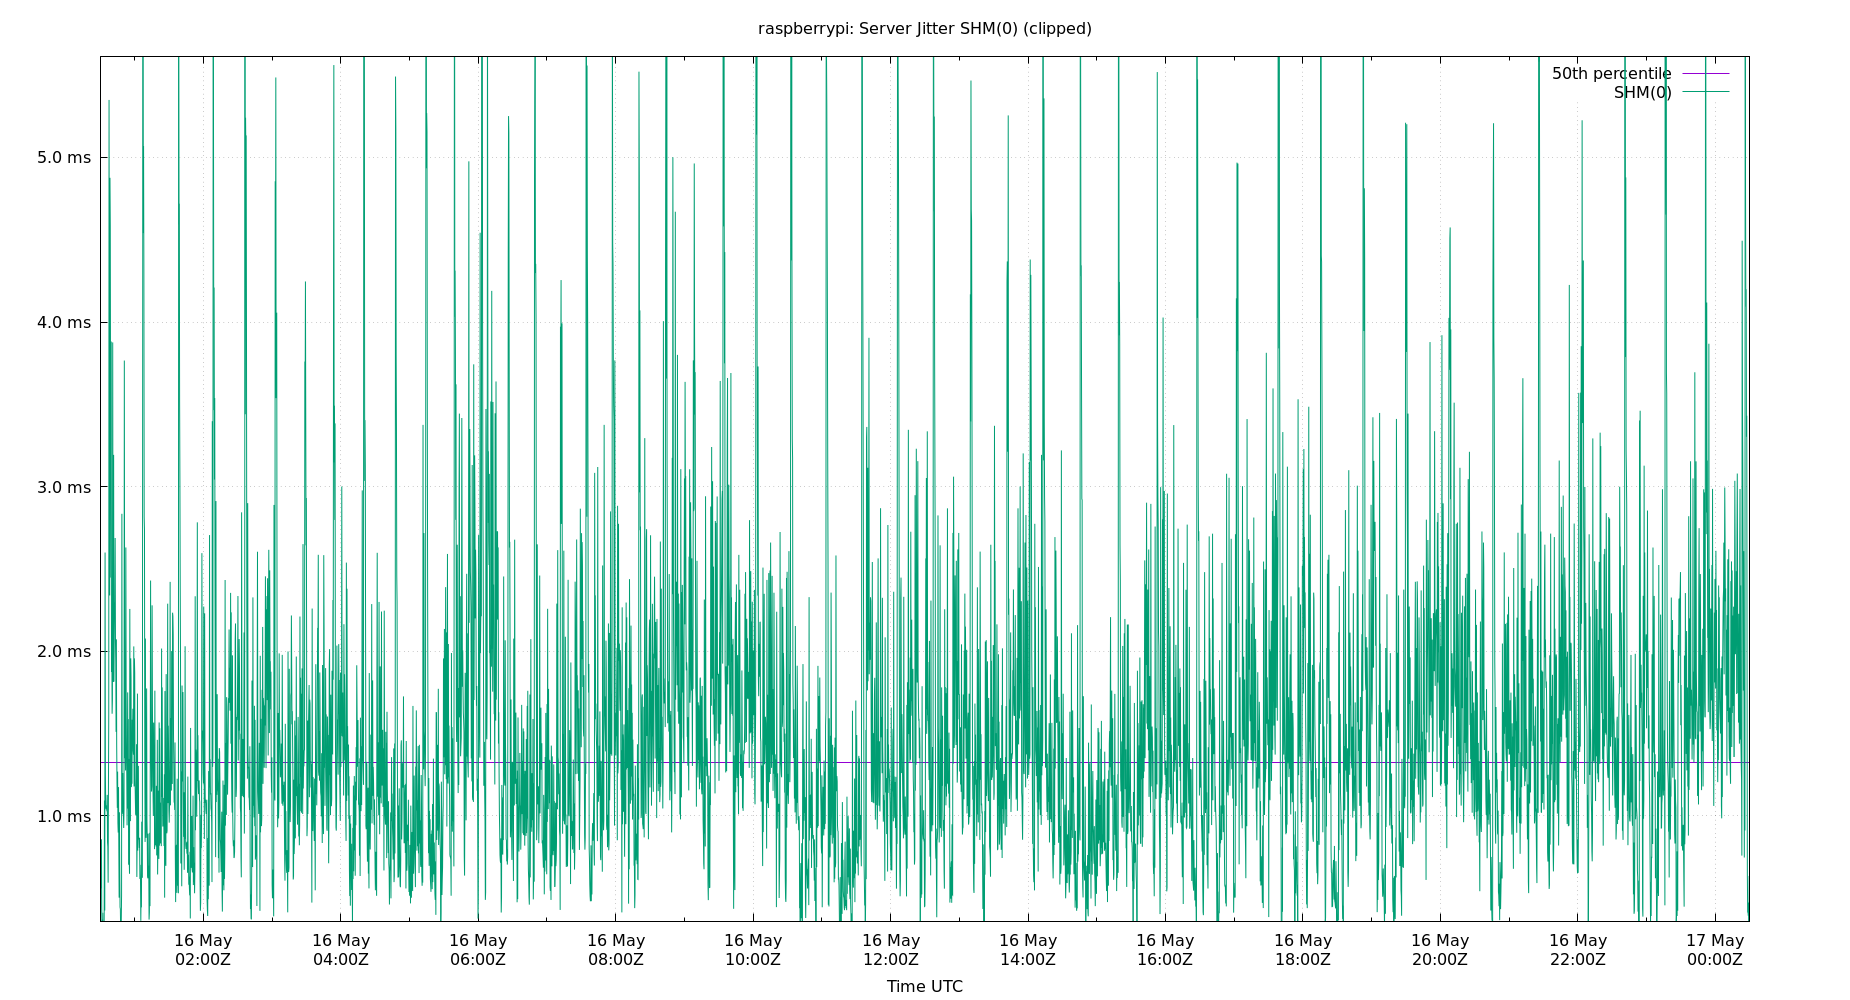 raspberrypi: Server Jitter SHM(0) (clipped)
50th percentile
SHM(0)
5.0 ms
4.0 ms
3.0 ms
2.0 ms
1.0 ms
16 May 16 May 16 May 16 May 16 May 16 May 16 May 16 May 16 May 16 May 16 May 17 May
02:00Z 04:00Z 06:00Z 08:00Z 10:00Z 12:00Z 14:00Z 16:00Z 18:00Z 20:00Z 22:00Z 00:00Z
Time UTC